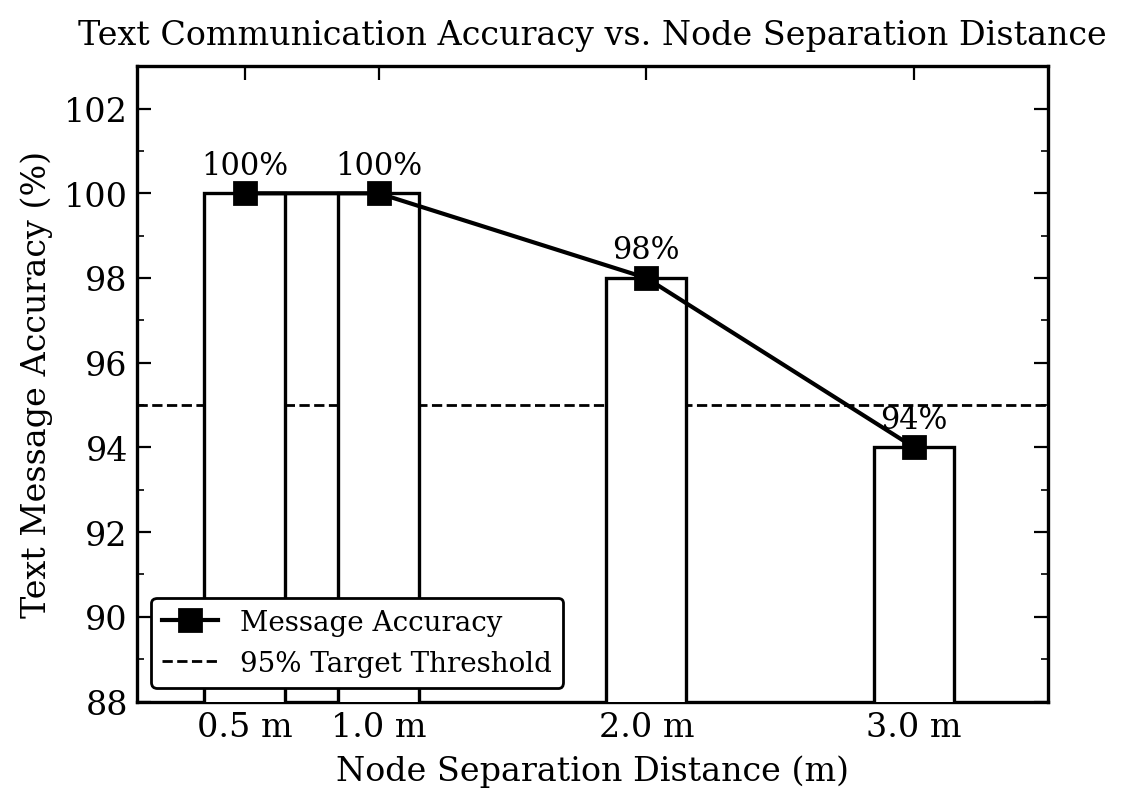 Text Communication Accuracy vs. Node Separation Distance
Text Message Accuracy (%)
102
100
98
96
94
92
90
88
100%
100%
98%
94%
Message Accuracy
95% Target Threshold
0.5 m
1.0 m
2.0 m
3.0 m
Node Separation Distance (m)